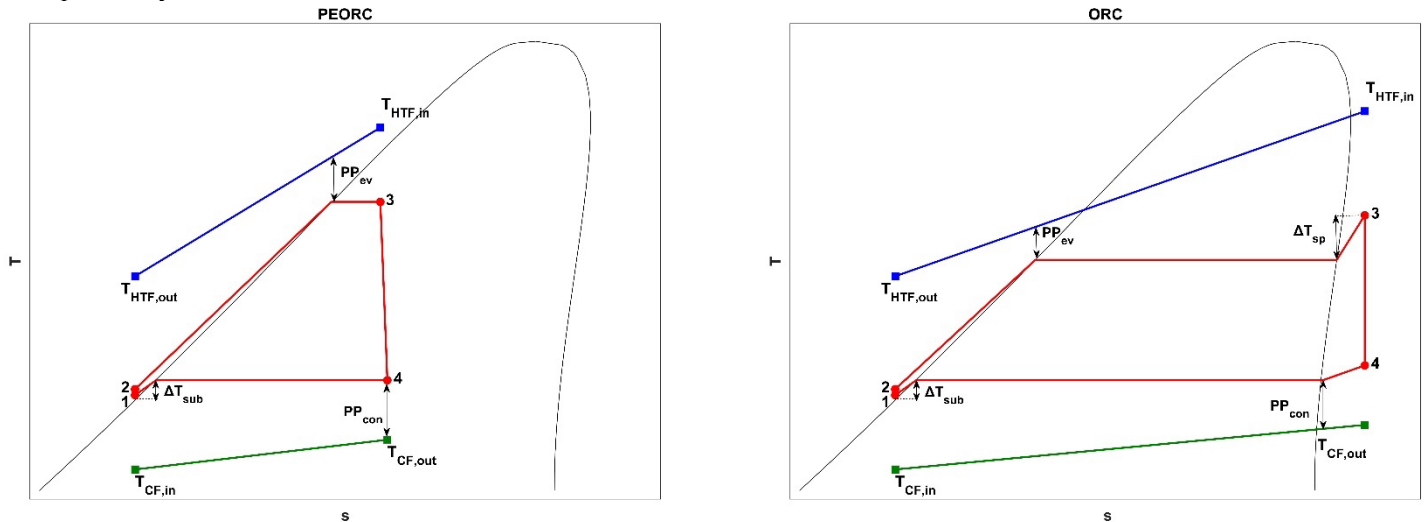 PEORC
T_HTF,in
PP_ev
3
T
T_HTF,out
2
1
ΔT_sub
4
PP_con
T_CF,out
T_CF,in
s
ORC
T_HTF,in
3
ΔT_sp
PP_ev
T
T_HTF,out
4
2
1
ΔT_sub
PP_con
T_CF,out
T_CF,in
s